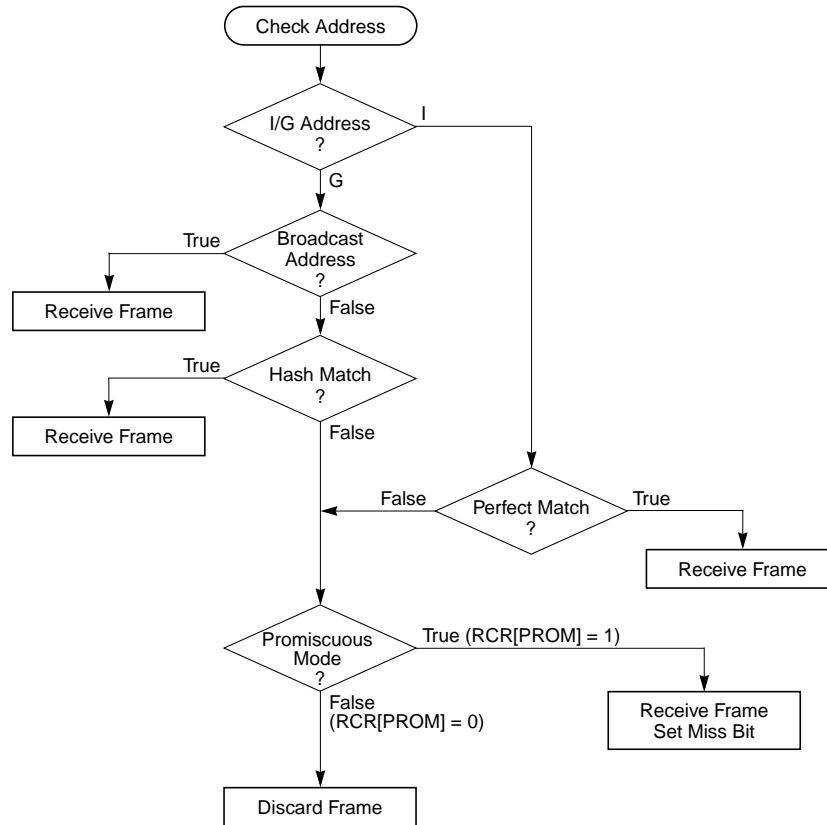 Check Address
I/G Address
?
I
G
Broadcast
Address
?
True
False
Receive Frame
Hash Match
?
True
False
Receive Frame
Perfect Match
?
False
True
Receive Frame
Promiscuous
Mode
?
True (RCR[PROM] = 1)
False
(RCR[PROM] = 0)
Receive Frame
Set Miss Bit
Discard Frame